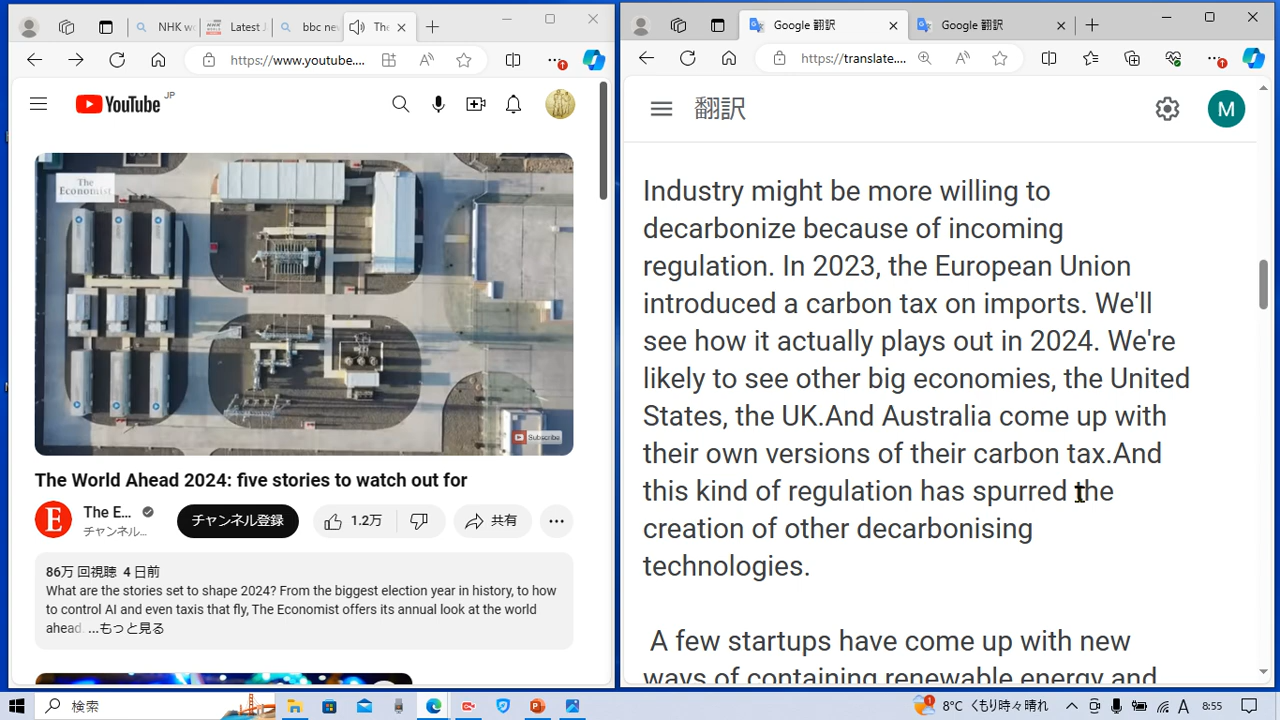 NHK wo
Latest J
bbc nev
The
https://www.youtube....
YouTube JP
The
Economist
Subscribe
The World Ahead 2024: five stories to watch out for
The E...
チャンネル...
チャンネル登録
1.2万
共有
86万 回視聴 4 日前
What are the stories set to shape 2024? From the biggest election year in history, to how
to control AI and even taxis that fly, The Economist offers its annual look at the world
ahead. ...もっと見る
Google 翻訳
Google 翻訳
https://translate....
翻訳
M
Industry might be more willing to
decarbonize because of incoming
regulation. In 2023, the European Union
introduced a carbon tax on imports. We'll
see how it actually plays out in 2024. We're
likely to see other big economies, the United
States, the UK.And Australia come up with
their own versions of their carbon tax.And
this kind of regulation has spurred the
creation of other decarbonising
technologies.
A few startups have come up with new
ways of containing renewable energy and
検索
1
8°C くもり時々晴れ
A
8:55